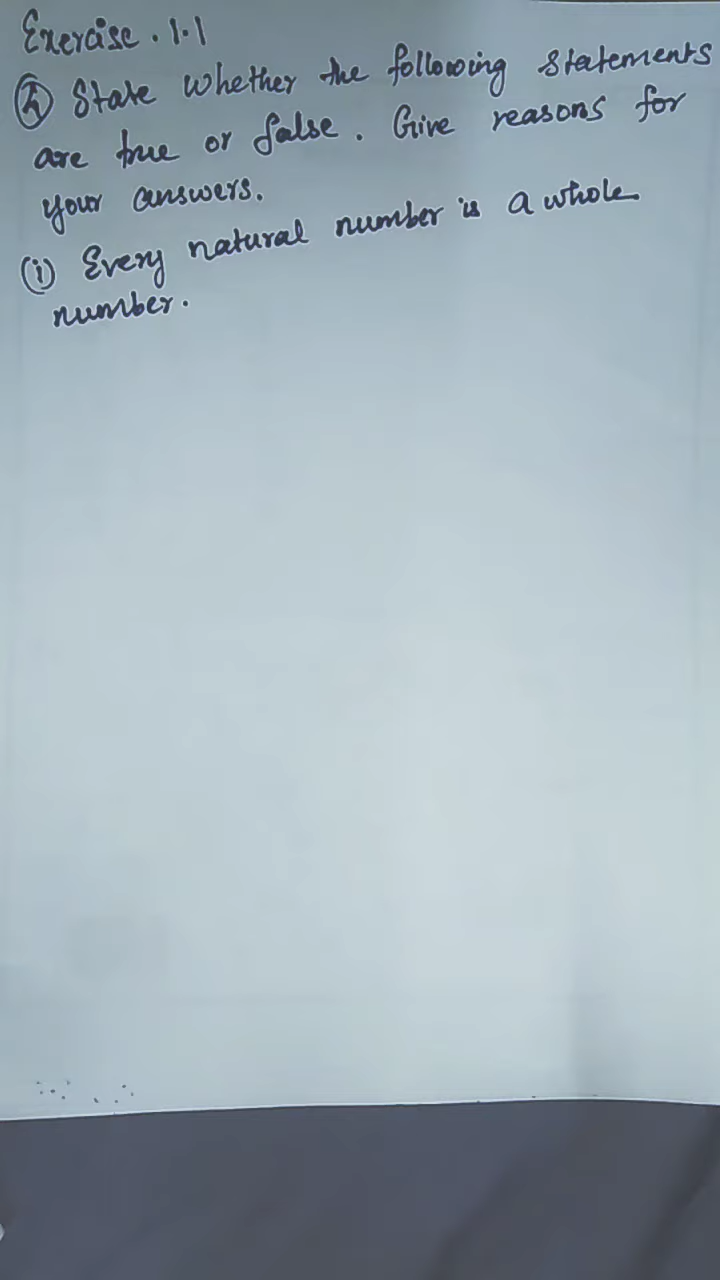 Exercise . 1.1
④ State whether the following statements
are true or false. Give reasons for
your answers.
(i) Every natural number is a whole
number.